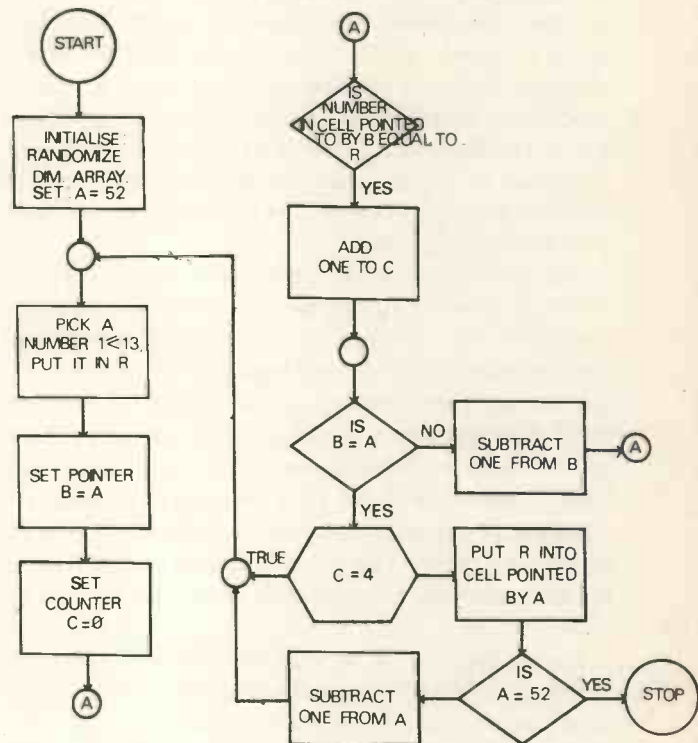 START
INITIALISE
RANDOMIZE
DIM. ARRAY.
SET A = 52
PICK A
NUMBER 1⩽13.
PUT IT IN R
SET POINTER
B = A
SET
COUNTER
C = 0
A
A
IS
NUMBER
IN CELL POINTED
TO BY B EQUAL TO
R
YES
ADD
ONE TO C
IS
B = A
NO
SUBTRACT
ONE FROM B
A
YES
TRUE
C = 4
PUT R INTO
CELL POINTED
BY A
IS
A = 52
YES
STOP
SUBTRACT
ONE FROM A